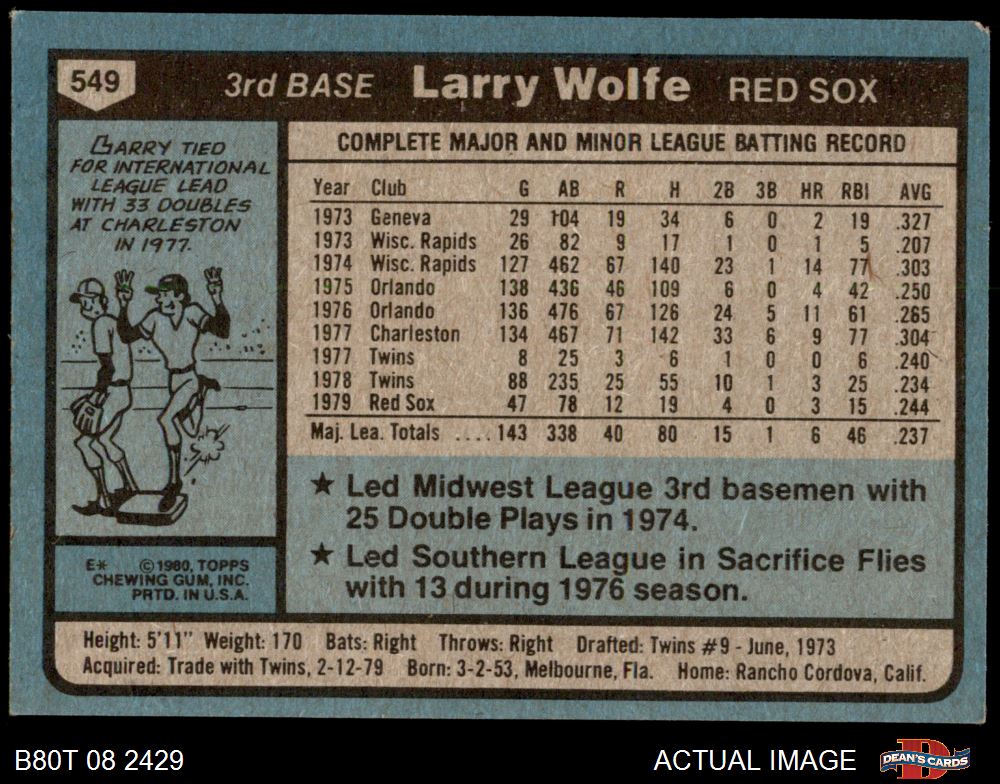 549 3rd BASE Larry Wolfe RED SOX
LARRY TIED
FOR INTERNATIONAL
LEAGUE LEAD
WITH 33 DOUBLES
AT CHARLESTON
IN 1977.
E* ©1980, TOPPS
CHEWING GUM, INC.
PRTD. IN U.S.A.
COMPLETE MAJOR AND MINOR LEAGUE BATTING RECORD
Year Club G AB R H 2B 3B HR RBI AVG
1973 Geneva 29 104 19 34 6 0 2 19 .327
1973 Wisc. Rapids 26 82 9 17 1 0 1 5 .207
1974 Wisc. Rapids 127 462 67 140 23 1 14 77 .303
1975 Orlando 138 436 46 109 6 0 4 42 .250
1976 Orlando 136 476 67 126 24 5 11 61 .265
1977 Charleston 134 467 71 142 33 6 9 77 .304
1977 Twins 8 25 3 6 1 0 0 6 .240
1978 Twins 88 235 25 55 10 1 3 25 .234
1979 Red Sox 47 78 12 19 4 0 3 15 .244
Maj. Lea. Totals .... 143 338 40 80 15 1 6 46 .237
★ Led Midwest League 3rd basemen with
25 Double Plays in 1974.
★ Led Southern League in Sacrifice Flies
with 13 during 1976 season.
Height: 5'11" Weight: 170 Bats: Right Throws: Right Drafted: Twins #9 - June, 1973
Acquired: Trade with Twins, 2-12-79 Born: 3-2-53, Melbourne, Fla. Home: Rancho Cordova, Calif.
B80T 08 2429 ACTUAL IMAGE D DEAN'S CARDS